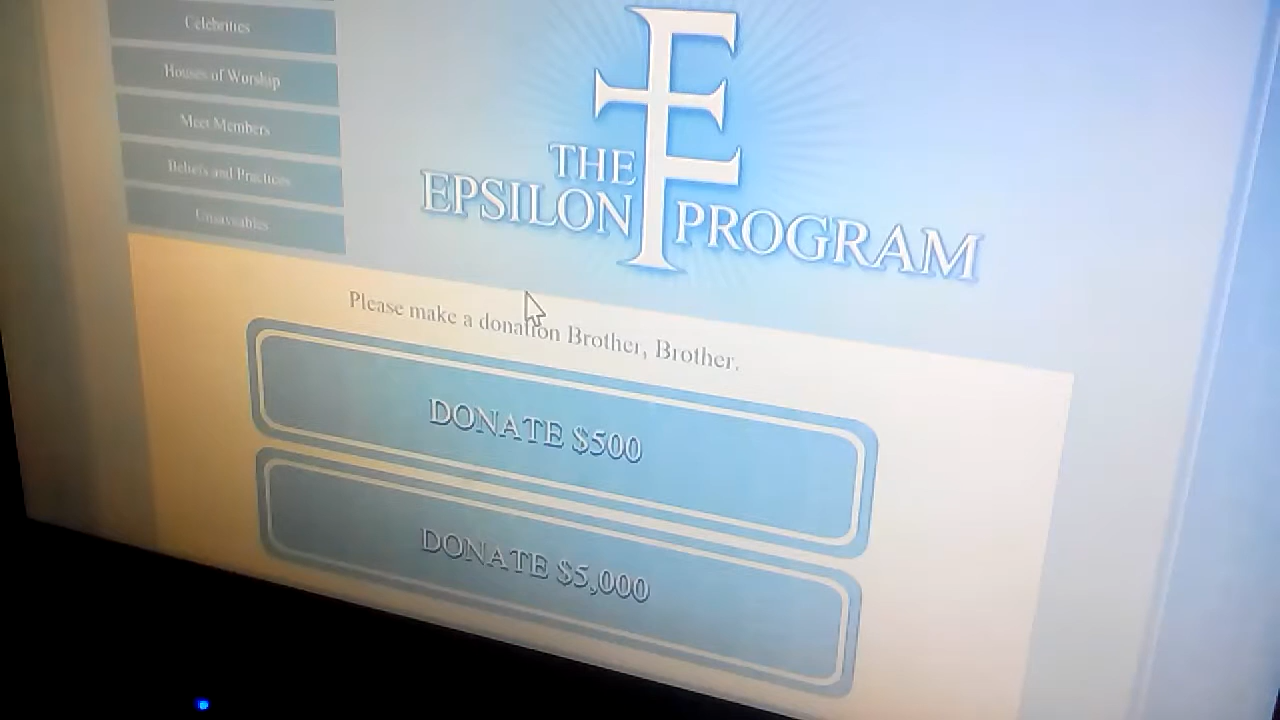 Celebrities
Houses of Worship
Meet Members
Beliefs and Practices
Unsaveables
THE
EPSILON PROGRAM
Please make a donation Brother, Brother.
DONATE $500
DONATE $5,000